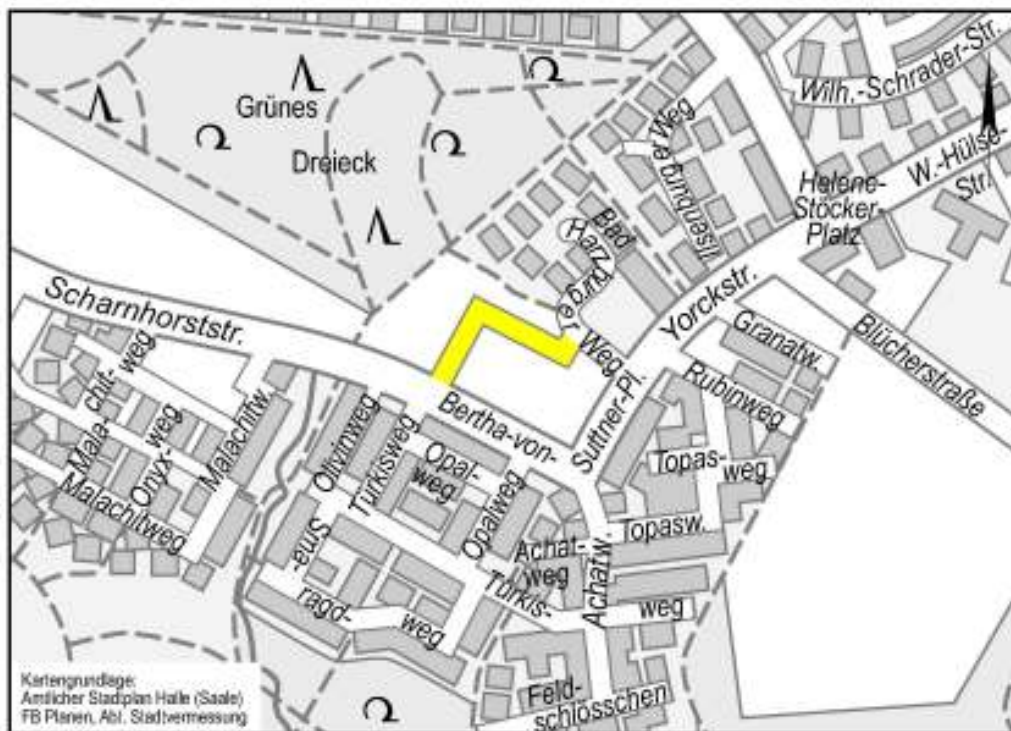 Grünes
Dreieck
Wilh.-Schrader-Str.
W.-Hülse-
Str.
Helene-
Stöcker-
Platz
Ilsenburger Weg
Bad
Harzburger
Weg
Yorckstr.
Scharnhorststr.
Blücherstraße
Granatw.
Rubinweg
Bertha-von-
Suttner-Pl.
Malachit-
weg
Mala-
chit-
weg
Onyx-
weg
Malachitw.
Malachitweg
Olivinweg
Türkisweg
Opal-
weg
Opalweg
Topas-
weg
Topasw.
Achat-
weg
Achatw.
Sma-
ragd-
weg
Türkis-
weg
Feld-
schlösschen
Kartengrundlage:
Amtlicher Stadtplan Halle (Saale)
FB Planen, Abt. Stadtvermessung